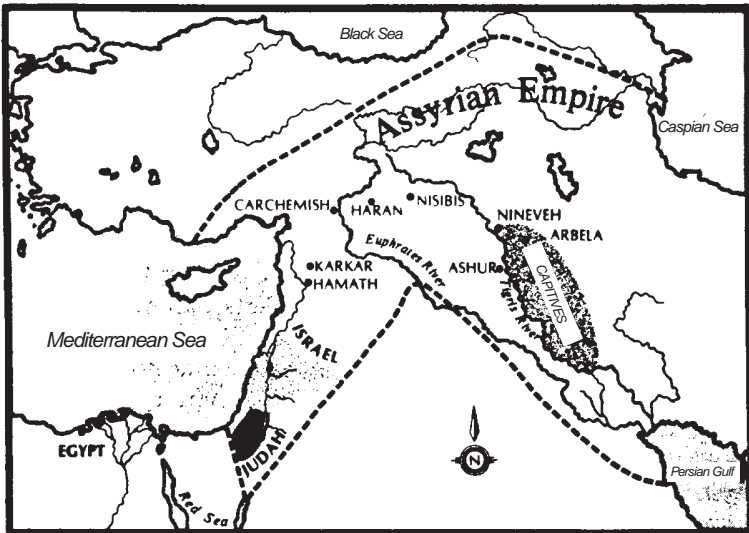 Black Sea
Assyrian Empire
Caspian Sea
CARCHEMISH
HARAN
NISIBIS
NINEVEH
ARBELA
Euphrates River
KARKAR
HAMATH
ASHUR
CAPITIVES
Tigris River
Mediterranean Sea
ISRAEL
EGYPT
JUDAH
N
Persian Gulf
Red Sea